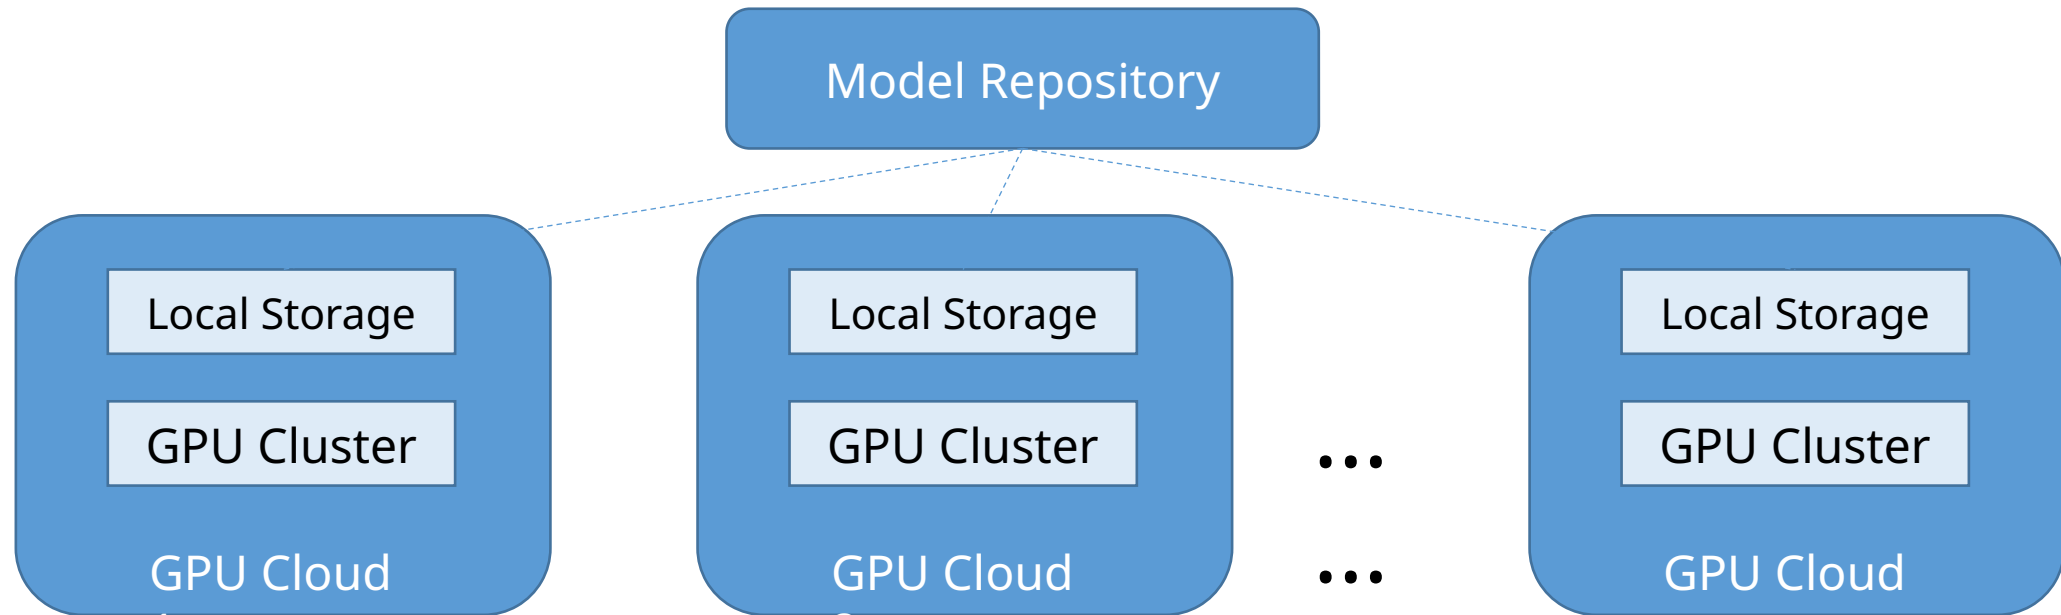 Model Repository
Local Storage
Local Storage
Local Storage
GPU Cluster
GPU Cluster
...
GPU Cluster
GPU Cloud
GPU Cloud
...
GPU Cloud